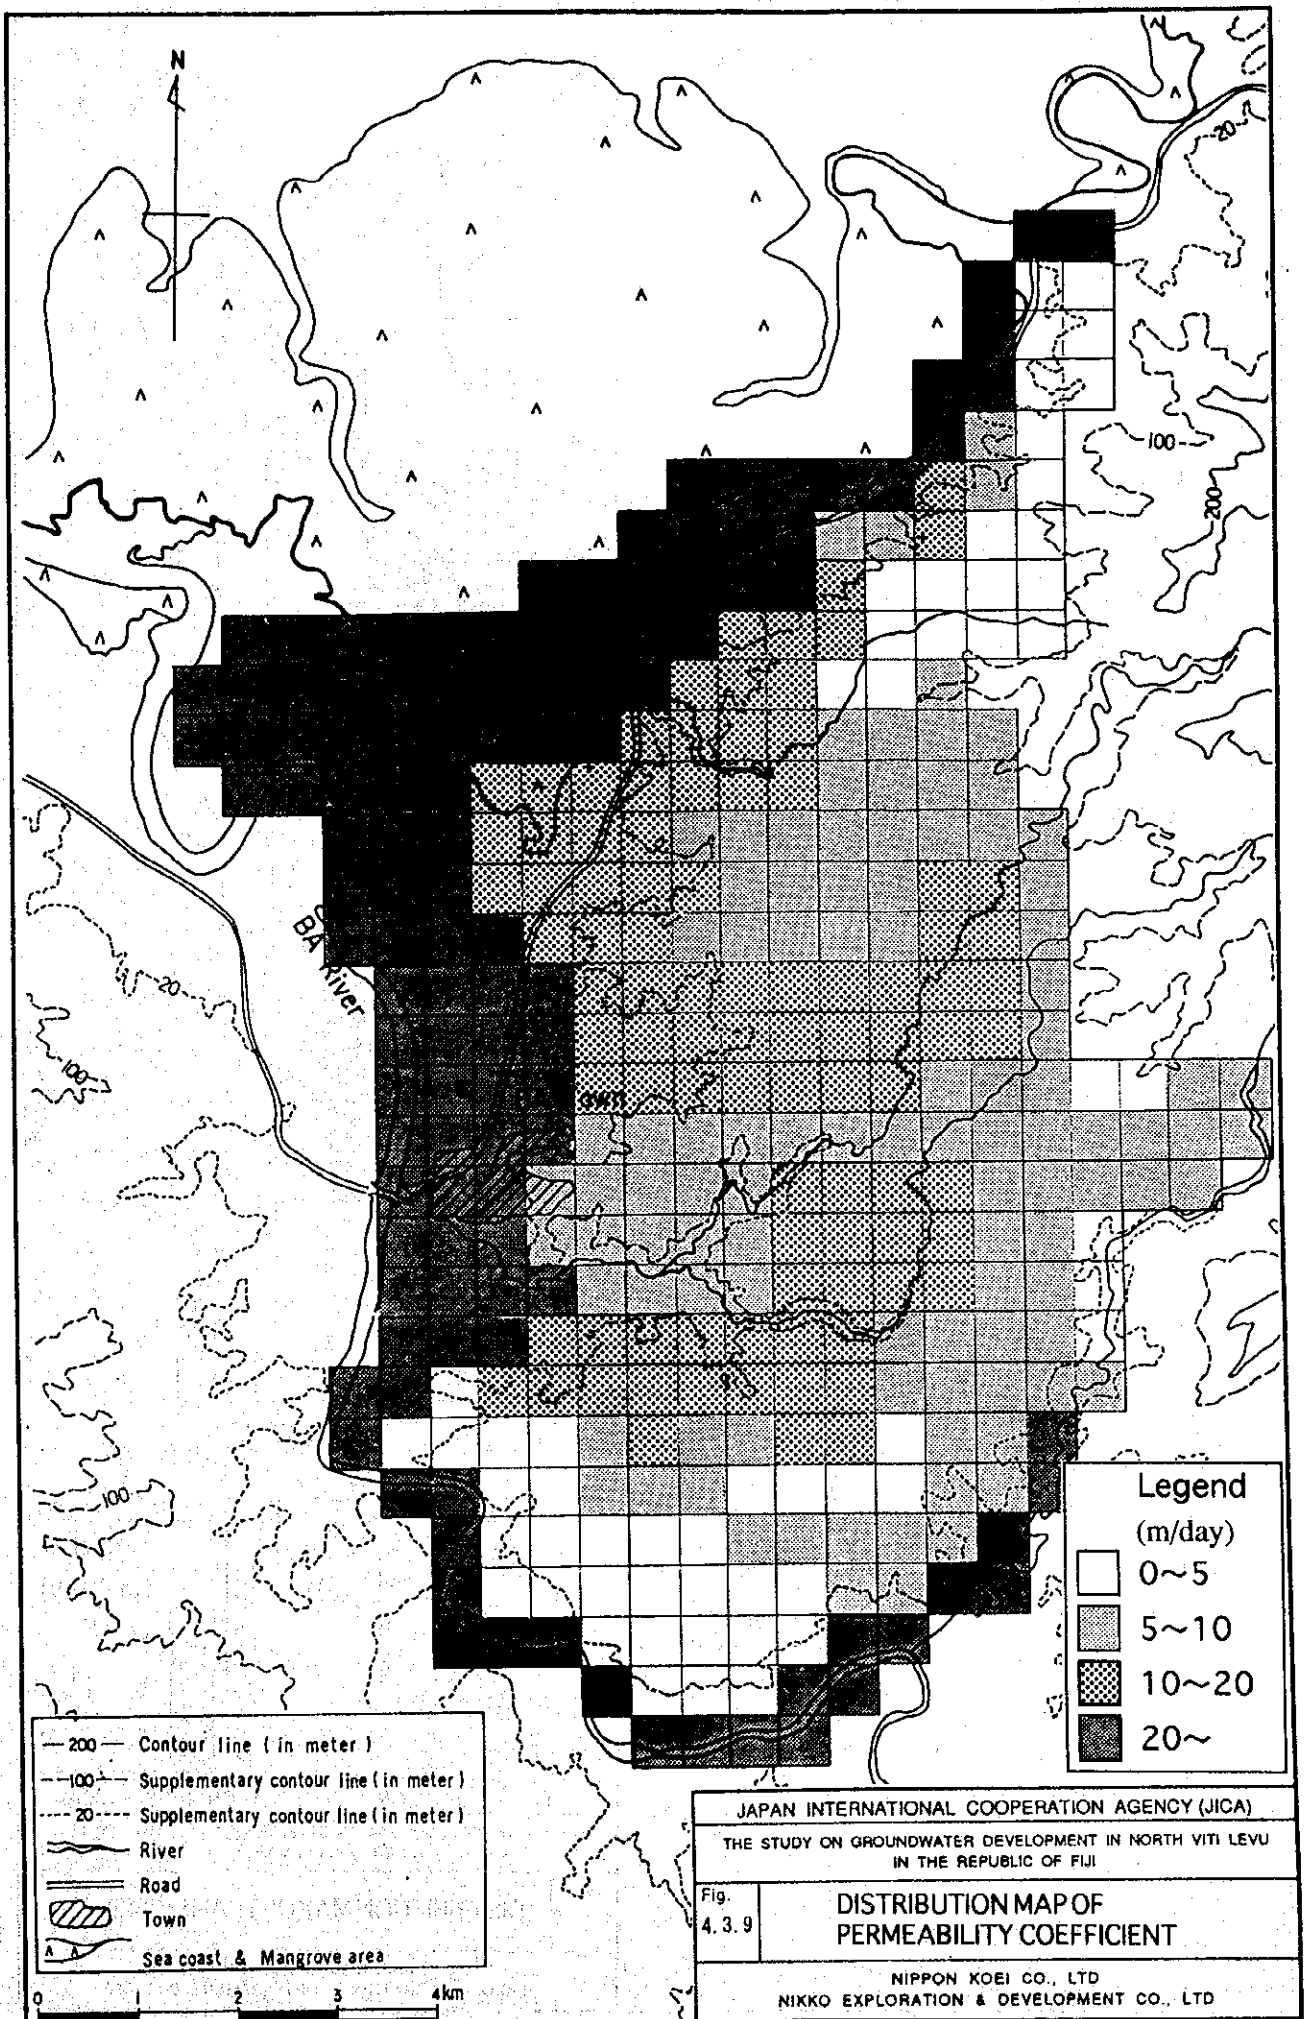 N
20
100
200
BA River
20
100
100
Legend
(m/day)
0~5
5~10
10~20
20~
200 Contour line ( in meter )
100 Supplementary contour line ( in meter )
20 Supplementary contour line ( in meter )
River
Road
Town
Sea coast & Mangrove area
0 1 2 3 4km
JAPAN INTERNATIONAL COOPERATION AGENCY (JICA)
THE STUDY ON GROUNDWATER DEVELOPMENT IN NORTH VITI LEVU
IN THE REPUBLIC OF FIJI
Fig.
4.3.9
DISTRIBUTION MAP OF
PERMEABILITY COEFFICIENT
NIPPON KOEI CO., LTD
NIKKO EXPLORATION & DEVELOPMENT CO., LTD